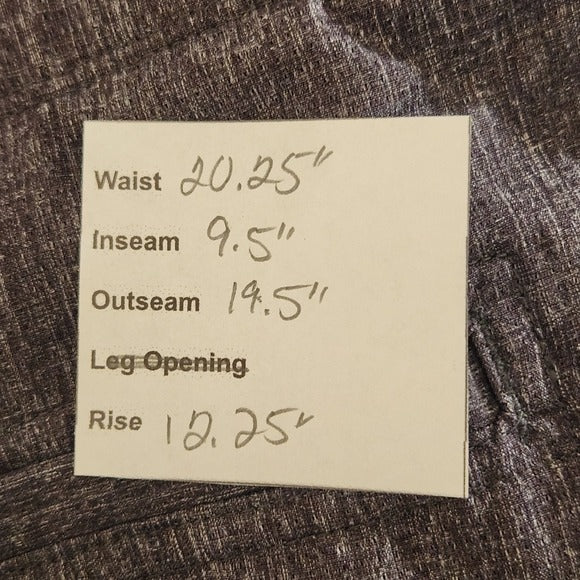 Waist 20.25"
Inseam 9.5"
Outseam 19.5"
Leg Opening
Rise 12.25"